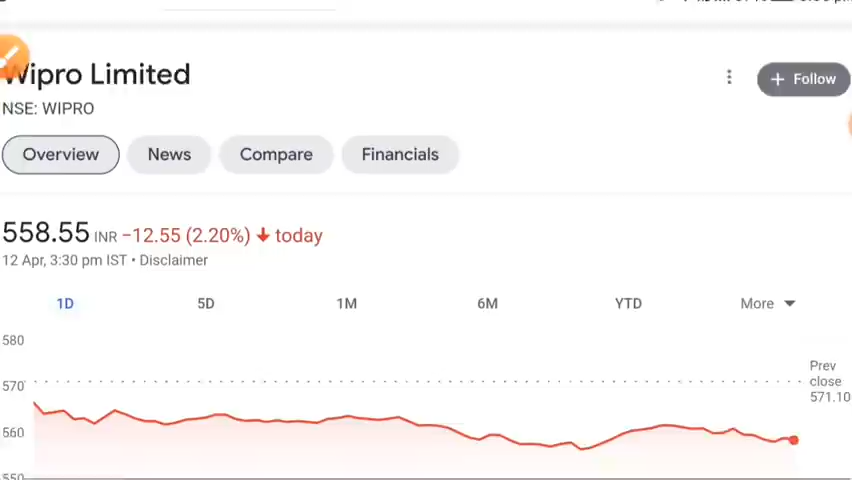 Wipro Limited
+ Follow
NSE: WIPRO
Overview News Compare Financials
558.55 INR −12.55 (2.20%) ↓ today
12 Apr, 3:30 pm IST • Disclaimer
1D 5D 1M 6M YTD More
580
570
560
550
Prev
close
571.10